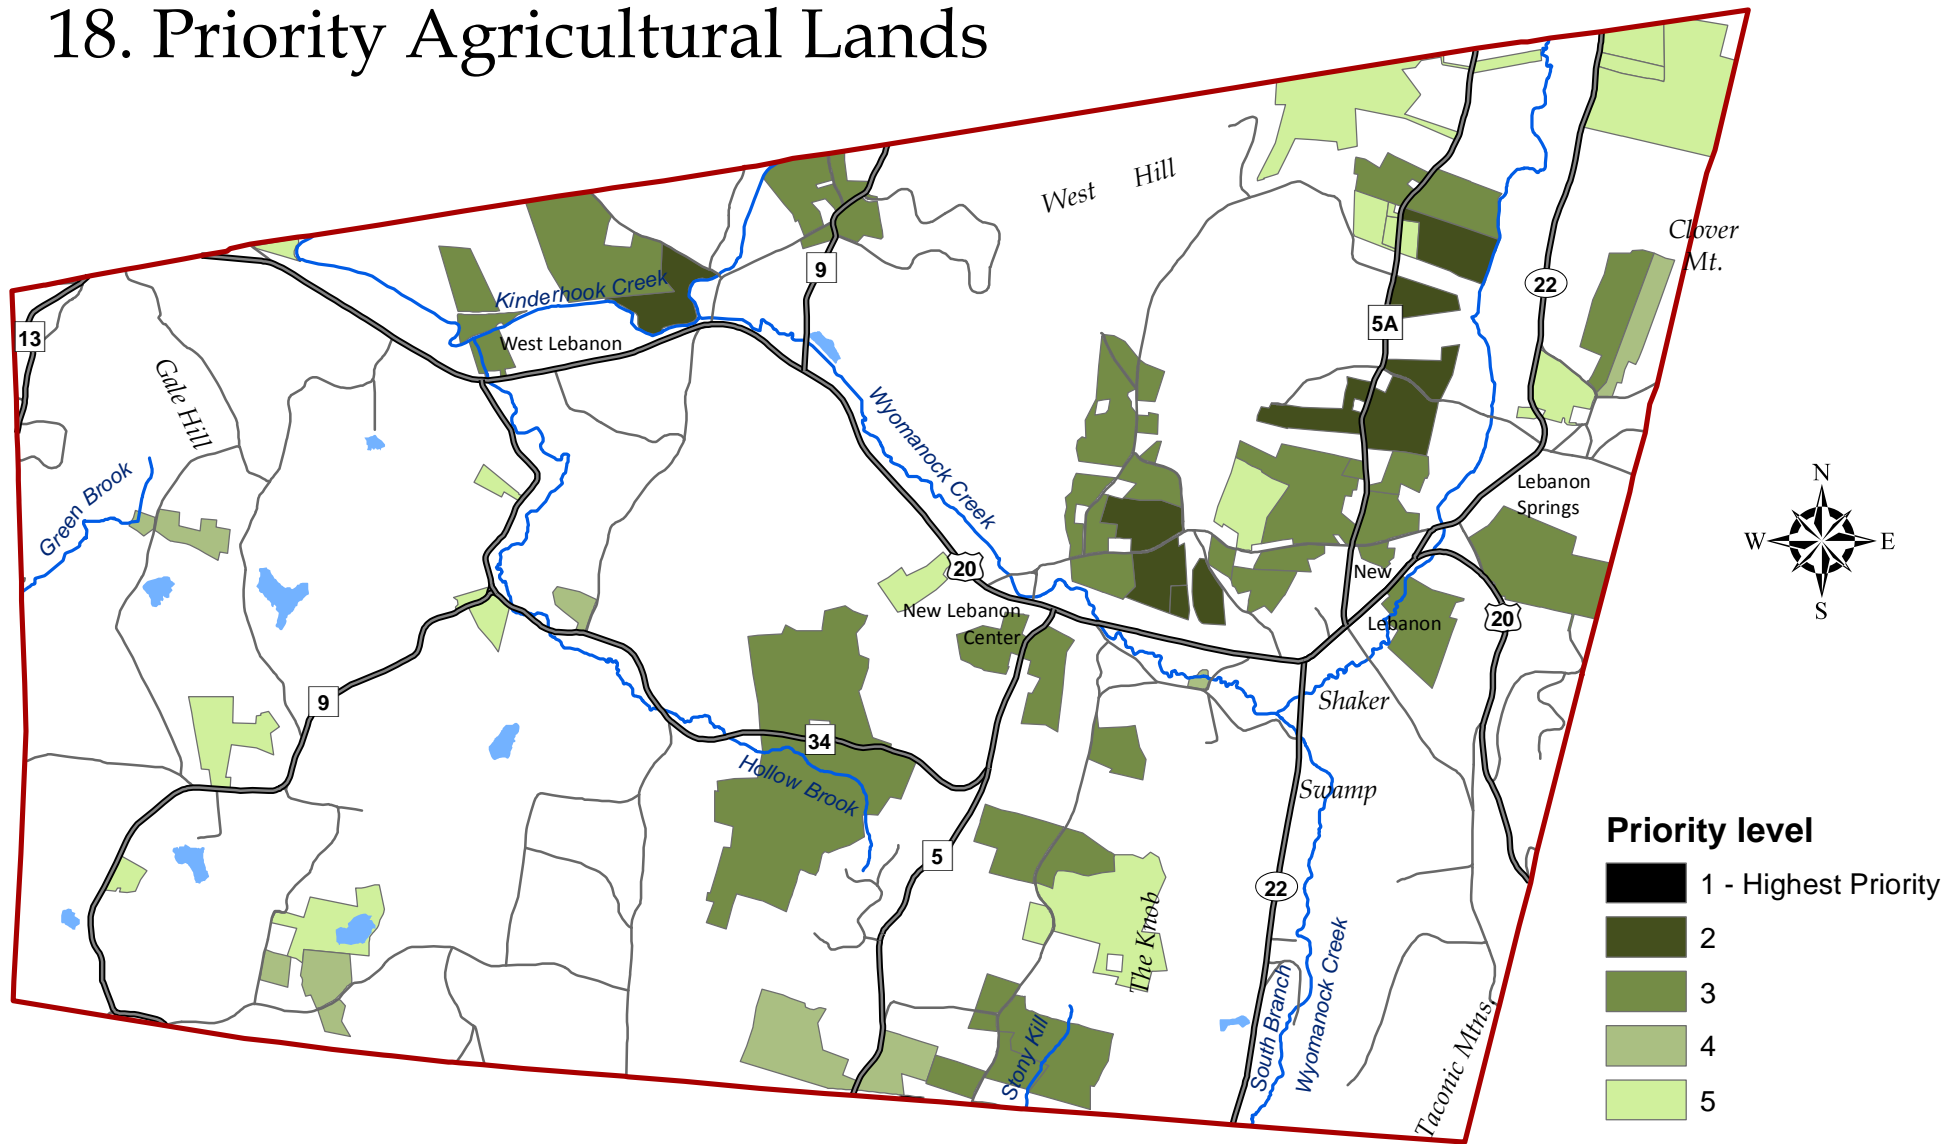 18. Priority Agricultural Lands
West Hill
Clover
Mt.
9
22
13
Kinderhook Creek
West Lebanon
5A
Gale Hill
Wyomanock Creek
Green Brook
Lebanon
Springs
N
W
E
S
20
New
Lebanon
New Lebanon
Center
20
9
Shaker
34
Hollow Brook
Swamp
5
22
The Knob
South Branch
Wyomanock Creek
Stony Kill
Taconic Mtns.
Priority level
1 - Highest Priority
2
3
4
5